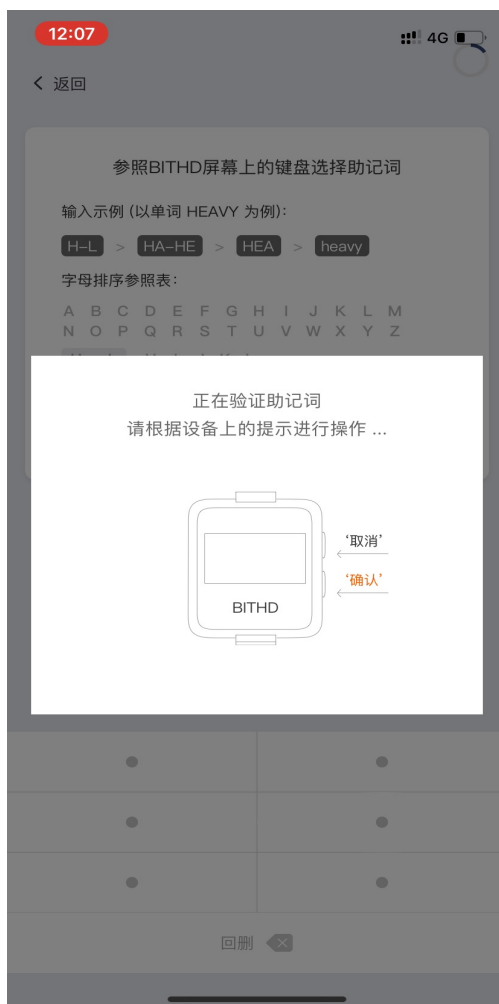 12:07
4G
返回
参照BITHD屏幕上的键盘选择助记词
输入示例 (以单词 HEAVY 为例):
H-L > HA-HE > HEA > heavy
字母排序参照表:
A B C D E F G H I J K L M
N O P Q R S T U V W X Y Z
正在验证助记词
请根据设备上的提示进行操作 ...
‘取消’
‘确认’
BITHD
回删